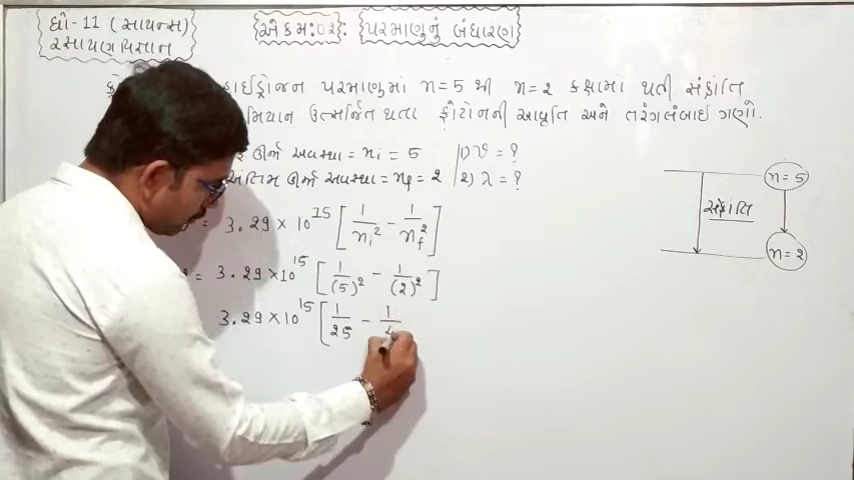 ધો-11 (સાયન્સ)
રસાયણ વિજ્ઞાન
એકમ:02: પરમાણુનું બંધારણ
હાઈડ્રોજન પરમાણુમાં n=5 થી n=2 કક્ષામાં થતી સંક્રાંતિ
ઉત્સર્જિત થતા ફોટોનની આવૃતિ અને તરંગલંબાઇ ગણો.
ઊર્જા અવસ્થા = ni = 5 1) ν = ?
અંતિમ ઊર્જા અવસ્થા = nf = 2 2) λ = ?
= 3.29 × 10^15 [ 1/ni² - 1/nf² ]
= 3.29 × 10^15 [ 1/(5)² - 1/(2)² ]
3.29 × 10^15 [ 1/25 - 1/4
n=5
સંક્રાંતિ
n=2